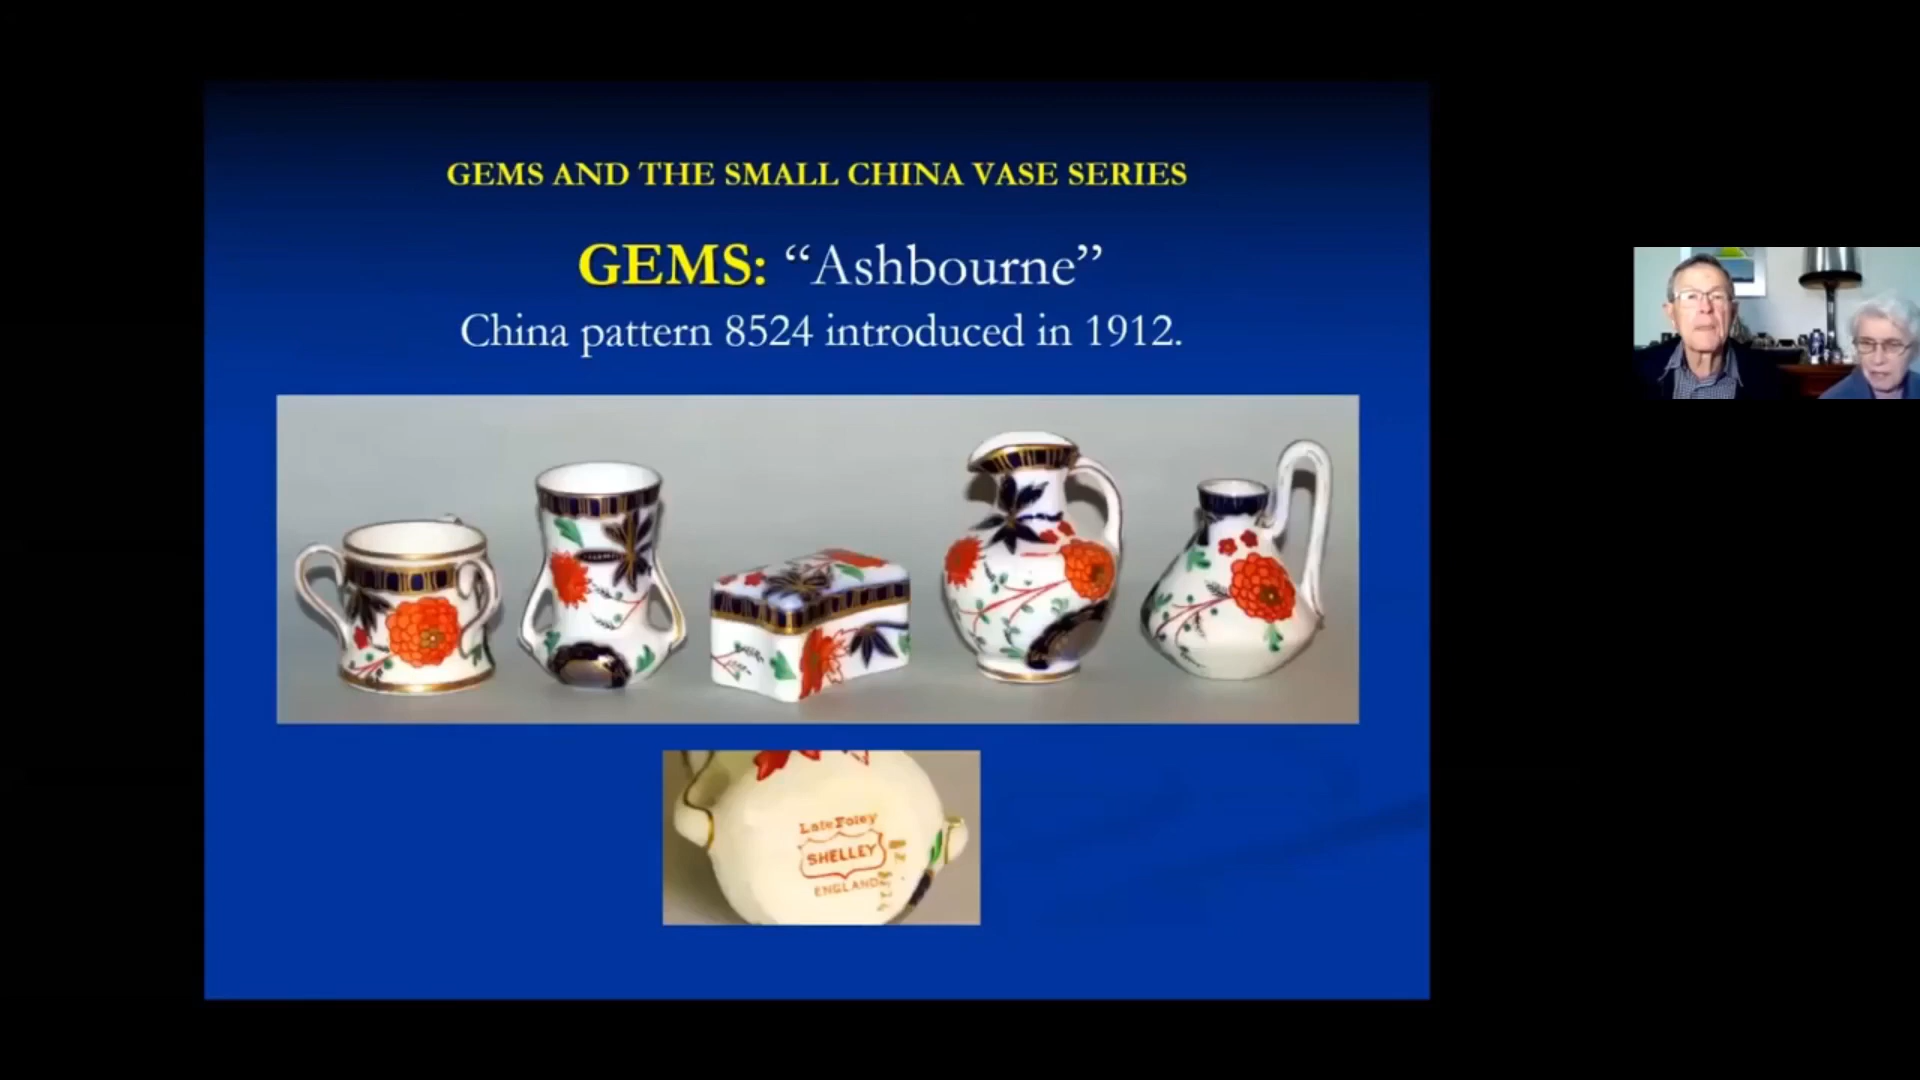 GEMS AND THE SMALL CHINA VASE SERIES
GEMS: “Ashbourne”
China pattern 8524 introduced in 1912.
Late Foley
SHELLEY
ENGLAND